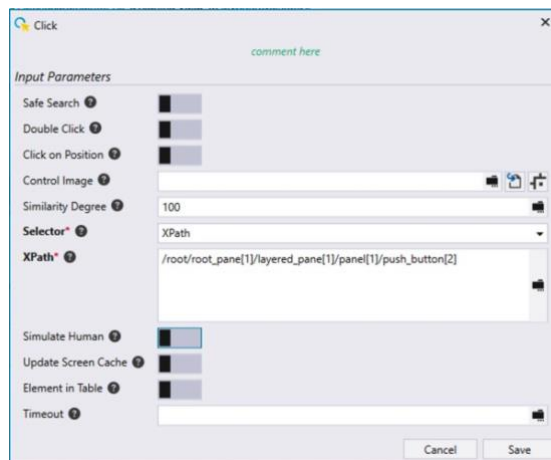 Click
comment here
Input Parameters
Safe Search
Double Click
Click on Position
Control Image
Similarity Degree 100
Selector* XPath
XPath* /root/root_pane[1]/layered_pane[1]/panel[1]/push_button[2]
Simulate Human
Update Screen Cache
Element in Table
Timeout
Cancel Save